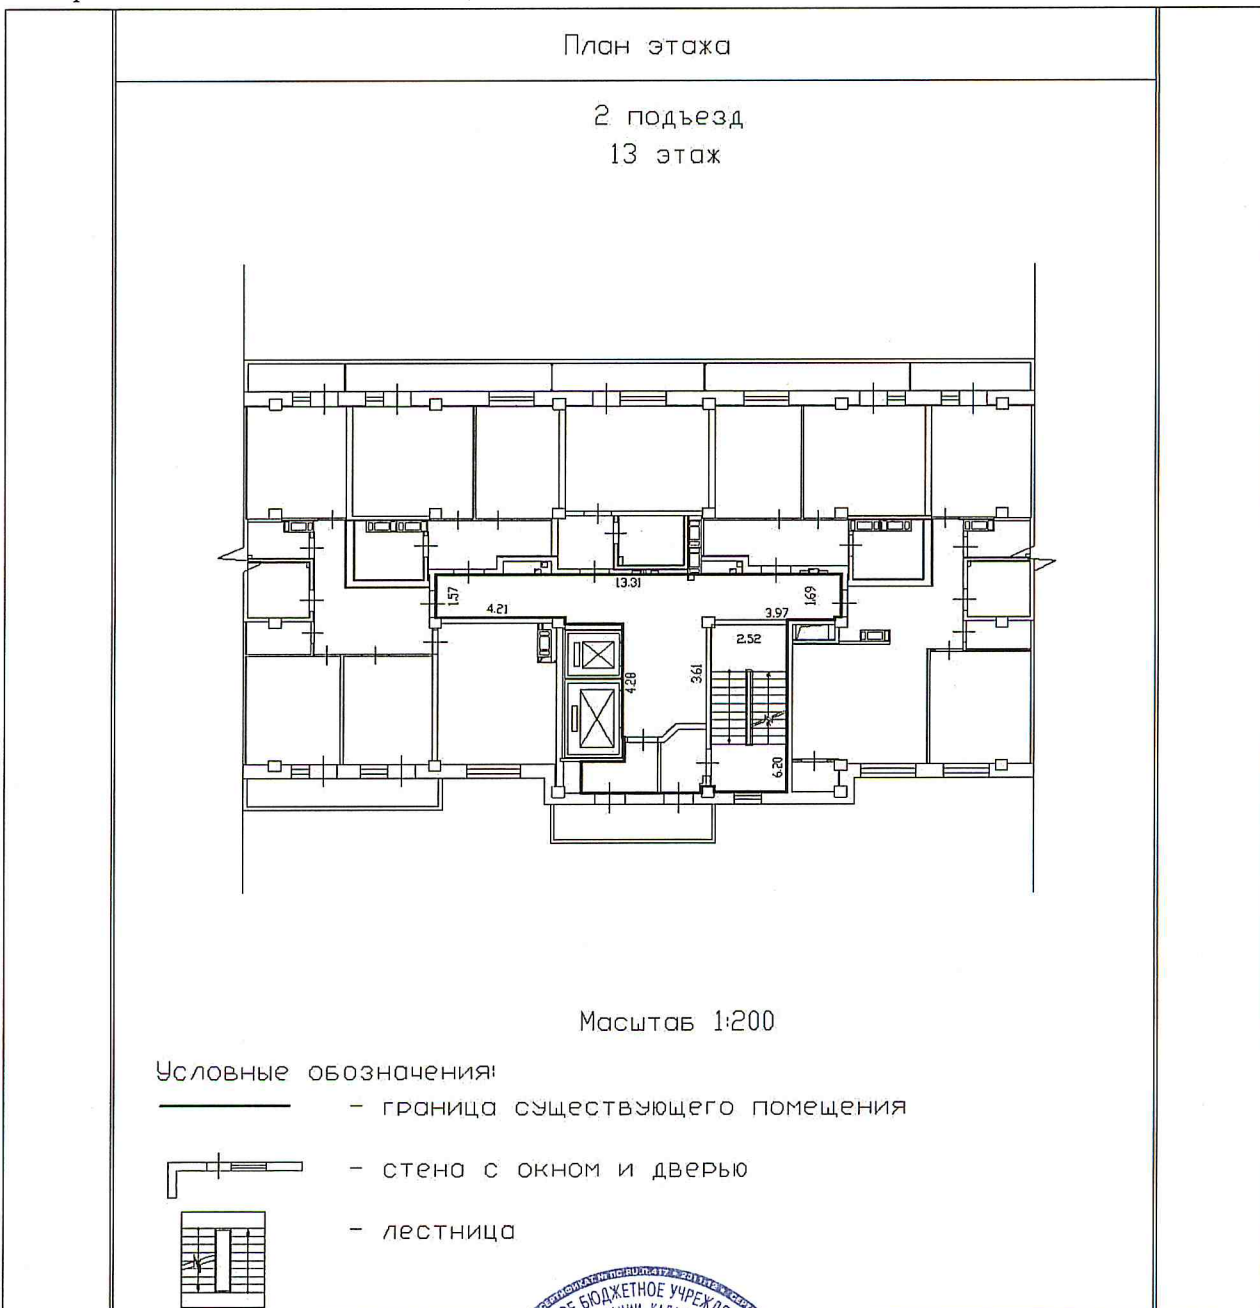 План этажа
2 подъезд
13 этаж
13.31
1.57
1.69
4.21
3.97
2.52
4.28
3.61
6.20
Масштаб 1:200
Условные обозначения:
- граница существующего помещения
- стена с окном и дверью
- лестница
БЮДЖЕТНОЕ